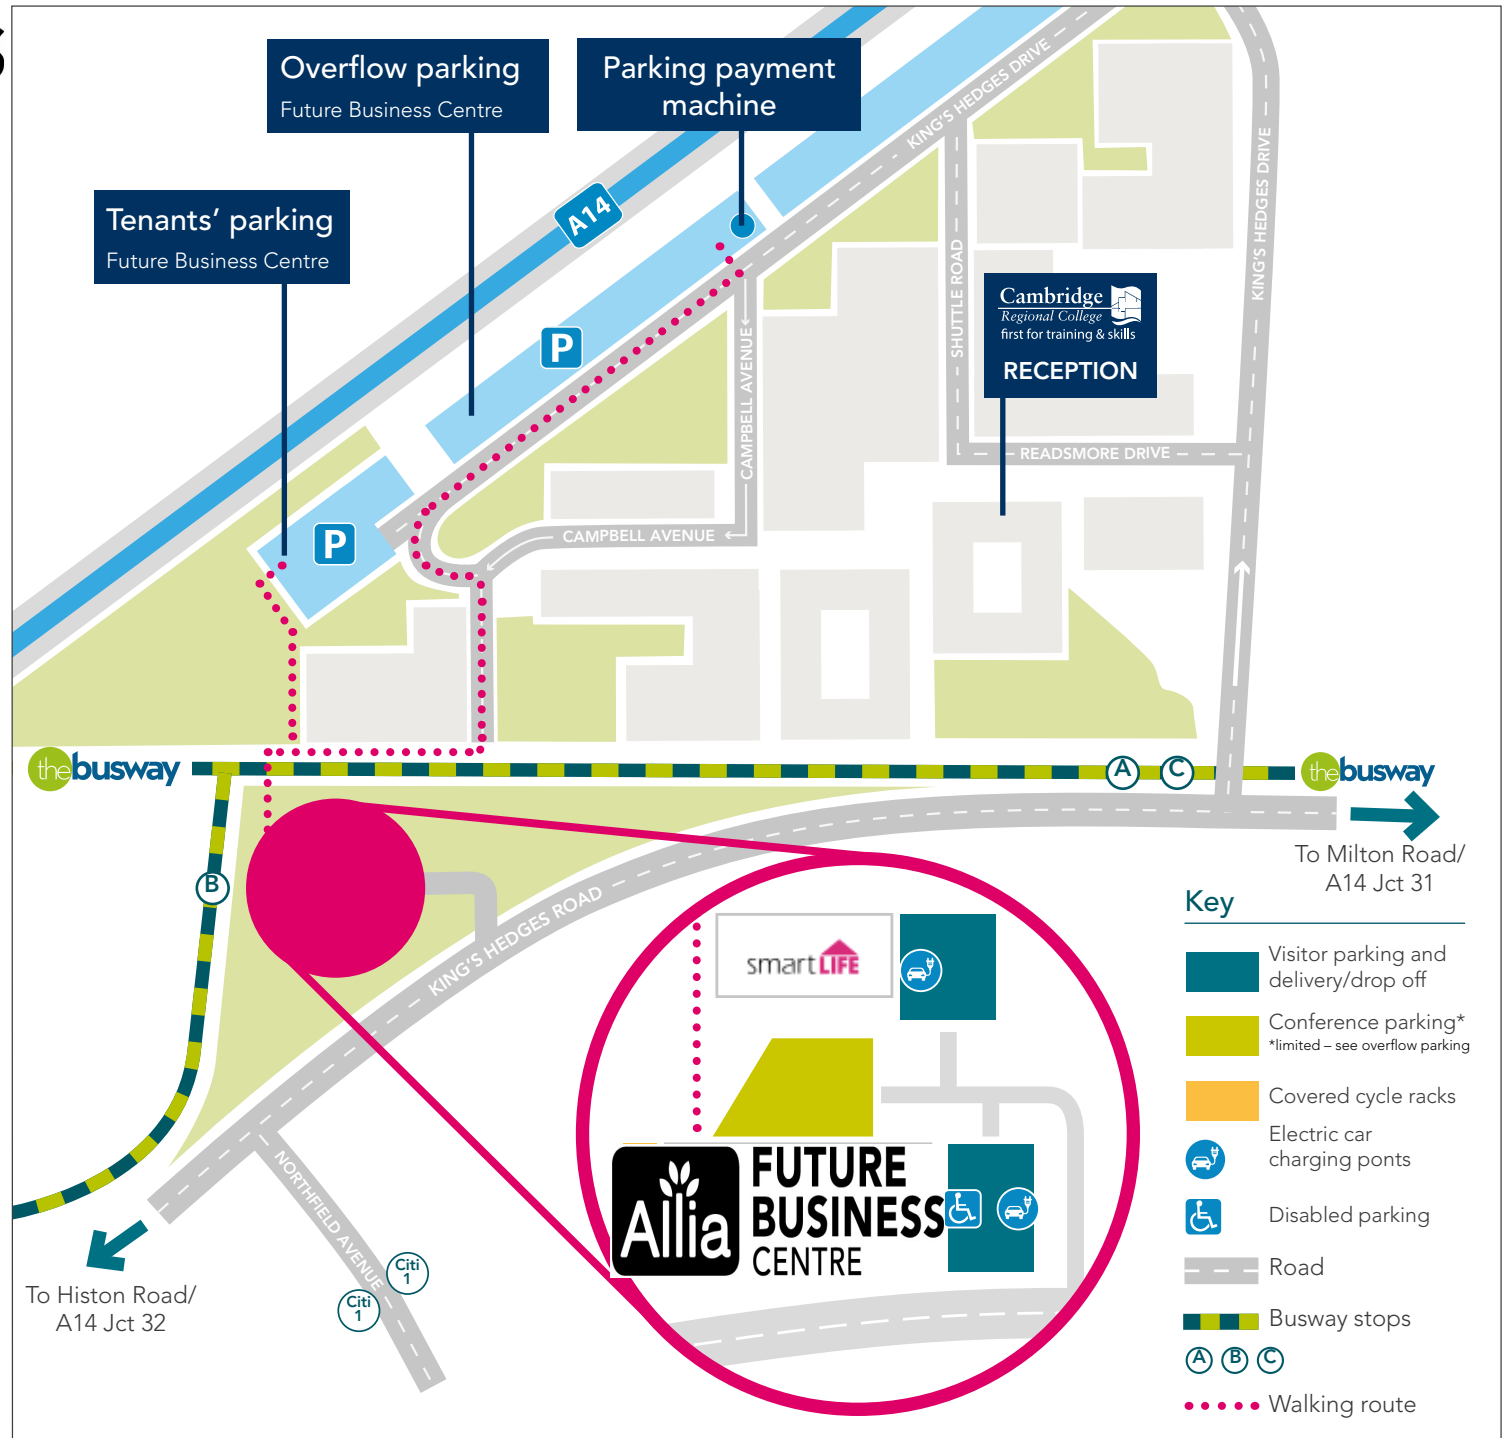 Overflow parking
Future Business Centre
Parking payment
machine
Tenants’ parking
Future Business Centre
A14
KING'S HEDGES DRIVE
KING'S HEDGES DRIVE
SHUTTLE ROAD
CAMPBELL AVENUE
CAMPBELL AVENUE
READSMORE DRIVE
Cambridge
Regional College
first for training & skills
RECEPTION
P
P
thebusway
thebusway
A
C
B
To Milton Road/
A14 Jct 31
KING'S HEDGES ROAD
NORTHFIELD AVENUE
Citi
1
Citi
1
To Histon Road/
A14 Jct 32
smartLIFE
Allia
FUTURE
BUSINESS
CENTRE
Key
Visitor parking and
delivery/drop off
Conference parking*
*limited – see overflow parking
Covered cycle racks
Electric car
charging ponts
Disabled parking
Road
Busway stops
A B C
Walking route